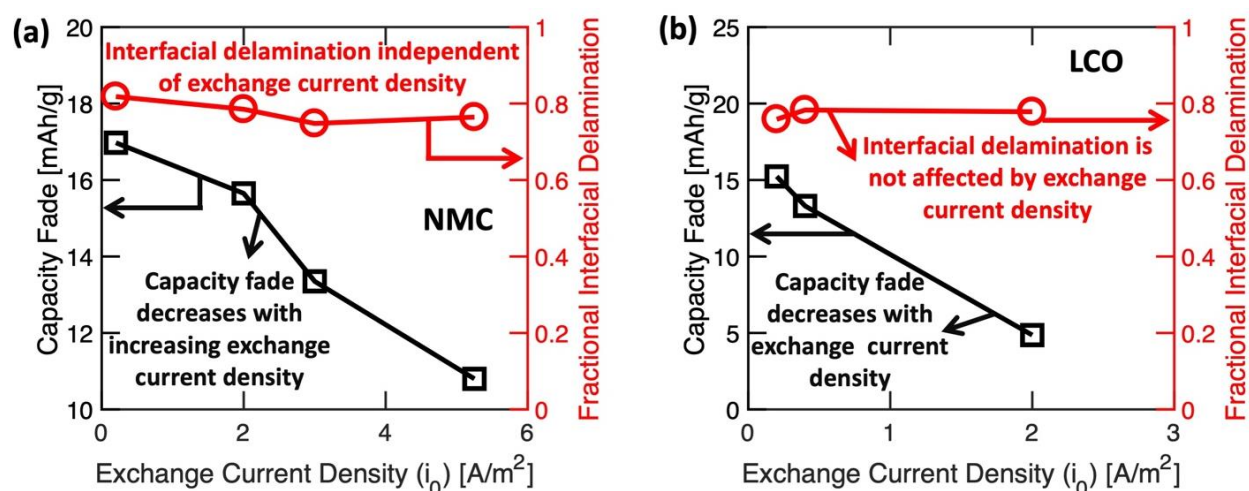 (a)
20
18
16
14
12
10
Capacity Fade [mAh/g]
Interfacial delamination independent
of exchange current density
NMC
Capacity fade
decreases with
increasing exchange
current density
1
0.8
0.6
0.4
0.2
0
Fractional Interfacial Delamination
0 2 4 6
Exchange Current Density (i₀) [A/m²]
(b)
25
20
15
10
5
0
Capacity Fade [mAh/g]
LCO
Interfacial delamination is
not affected by exchange
current density
Capacity fade
decreases with
exchange current
density
1
0.8
0.6
0.4
0.2
0
Fractional Interfacial Delamination
0 1 2 3
Exchange Current Density (i₀) [A/m²]